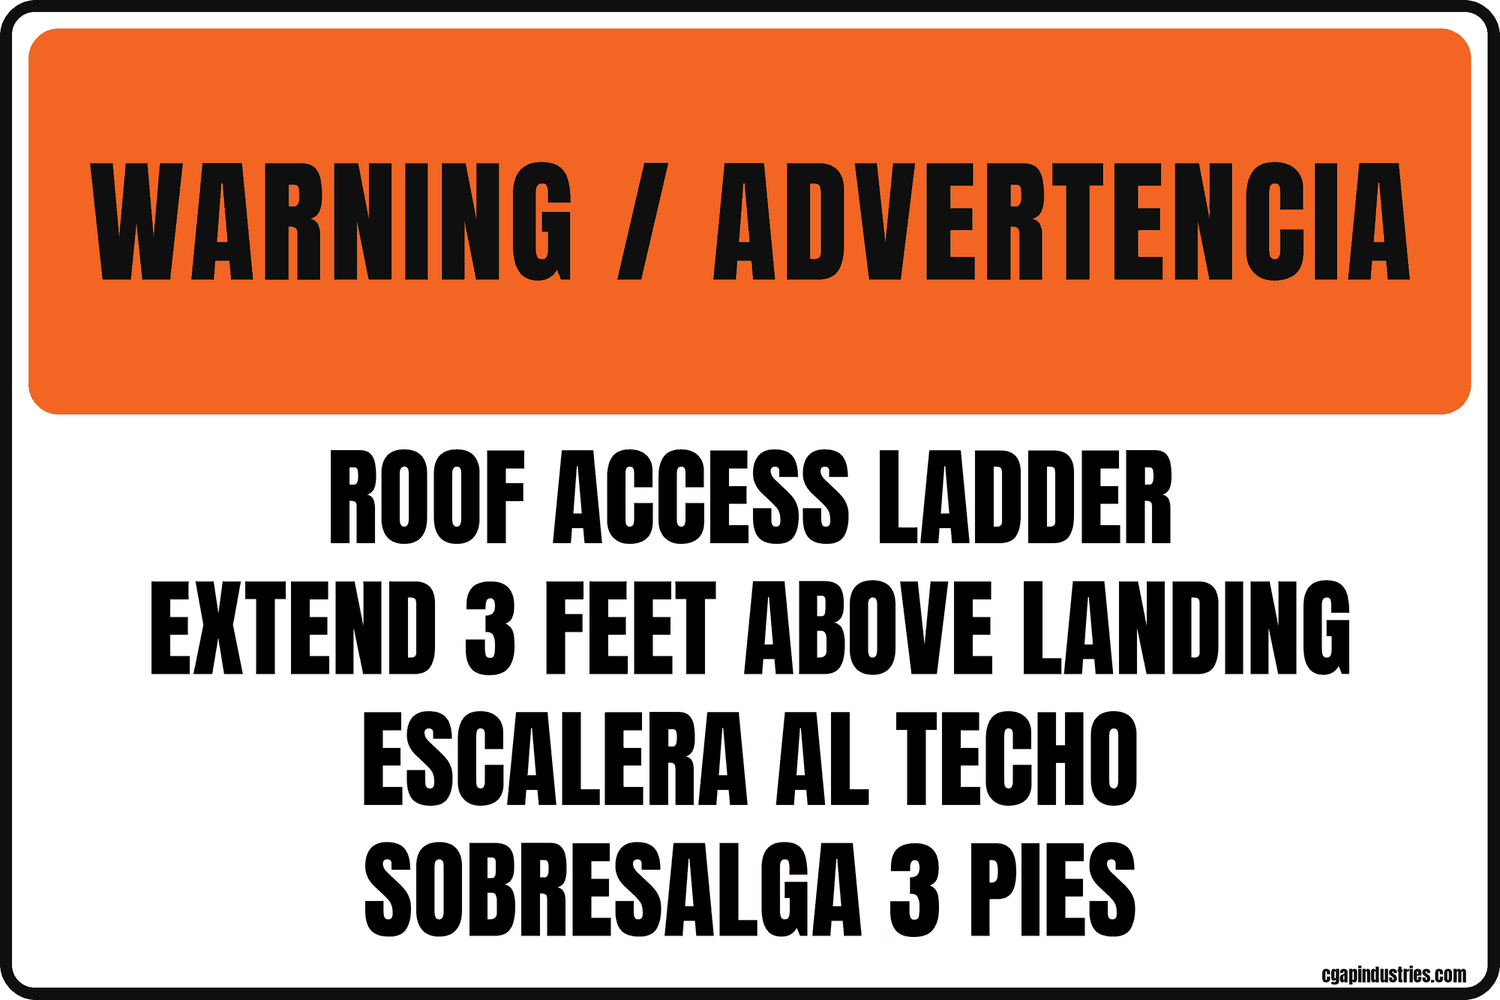 WARNING / ADVERTENCIA
ROOF ACCESS LADDER
EXTEND 3 FEET ABOVE LANDING
ESCALERA AL TECHO
SOBRESALGA 3 PIES
cgapindustries.com